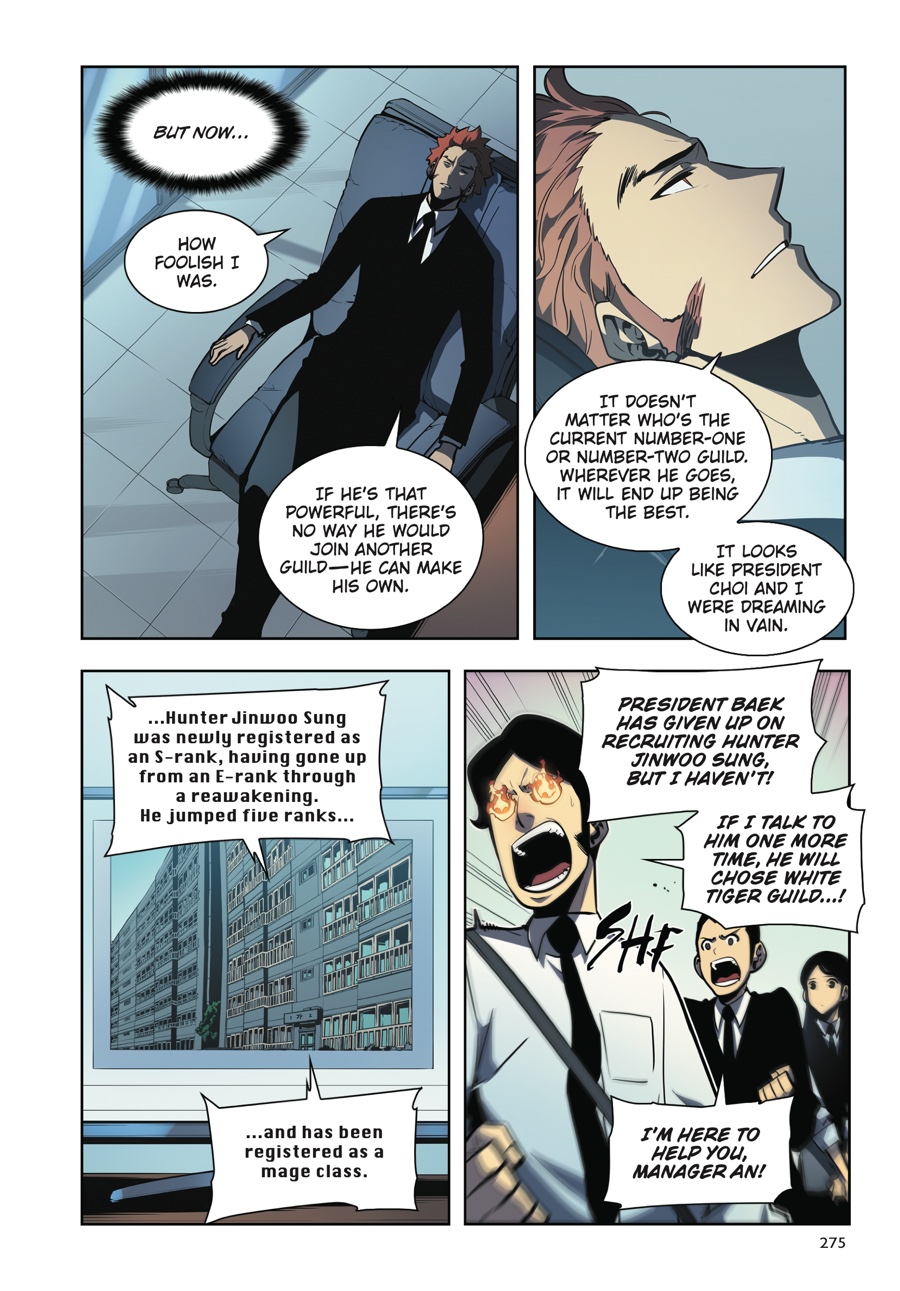 BUT NOW...
HOW
FOOLISH I
WAS.
IF HE'S THAT
POWERFUL, THERE'S
NO WAY HE WOULD
JOIN ANOTHER
GUILD—HE CAN MAKE
HIS OWN.
IT DOESN'T
MATTER WHO'S THE
CURRENT NUMBER-ONE
OR NUMBER-TWO GUILD.
WHEREVER HE GOES,
IT WILL END UP BEING
THE BEST.
IT LOOKS
LIKE PRESIDENT
CHOI AND I
WERE DREAMING
IN VAIN.
...Hunter Jinwoo Sung
was newly registered as
an S-rank, having gone up
from an E-rank through
a reawakening.
He jumped five ranks...
...and has been
registered as a
mage class.
PRESIDENT BAEK
HAS GIVEN UP ON
RECRUITING HUNTER
JINWOO SUNG,
BUT I HAVEN'T!
IF I TALK TO
HIM ONE MORE
TIME, HE WILL
CHOSE WHITE
TIGER GUILD...!
SHF
I'M HERE TO
HELP YOU,
MANAGER AN!
275